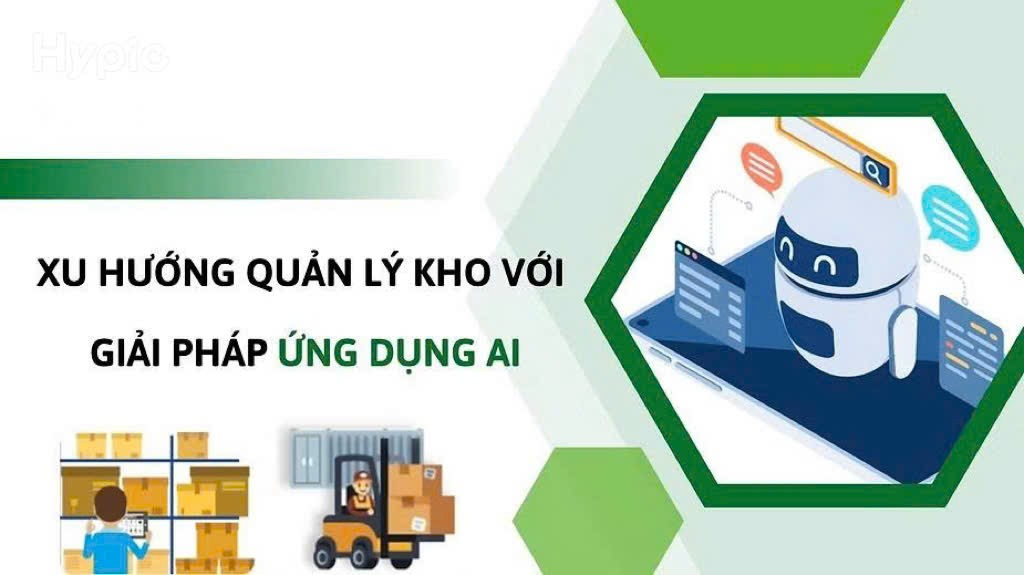 Hypic
XU HƯỚNG QUẢN LÝ KHO VỚI
GIẢI PHÁP ỨNG DỤNG AI